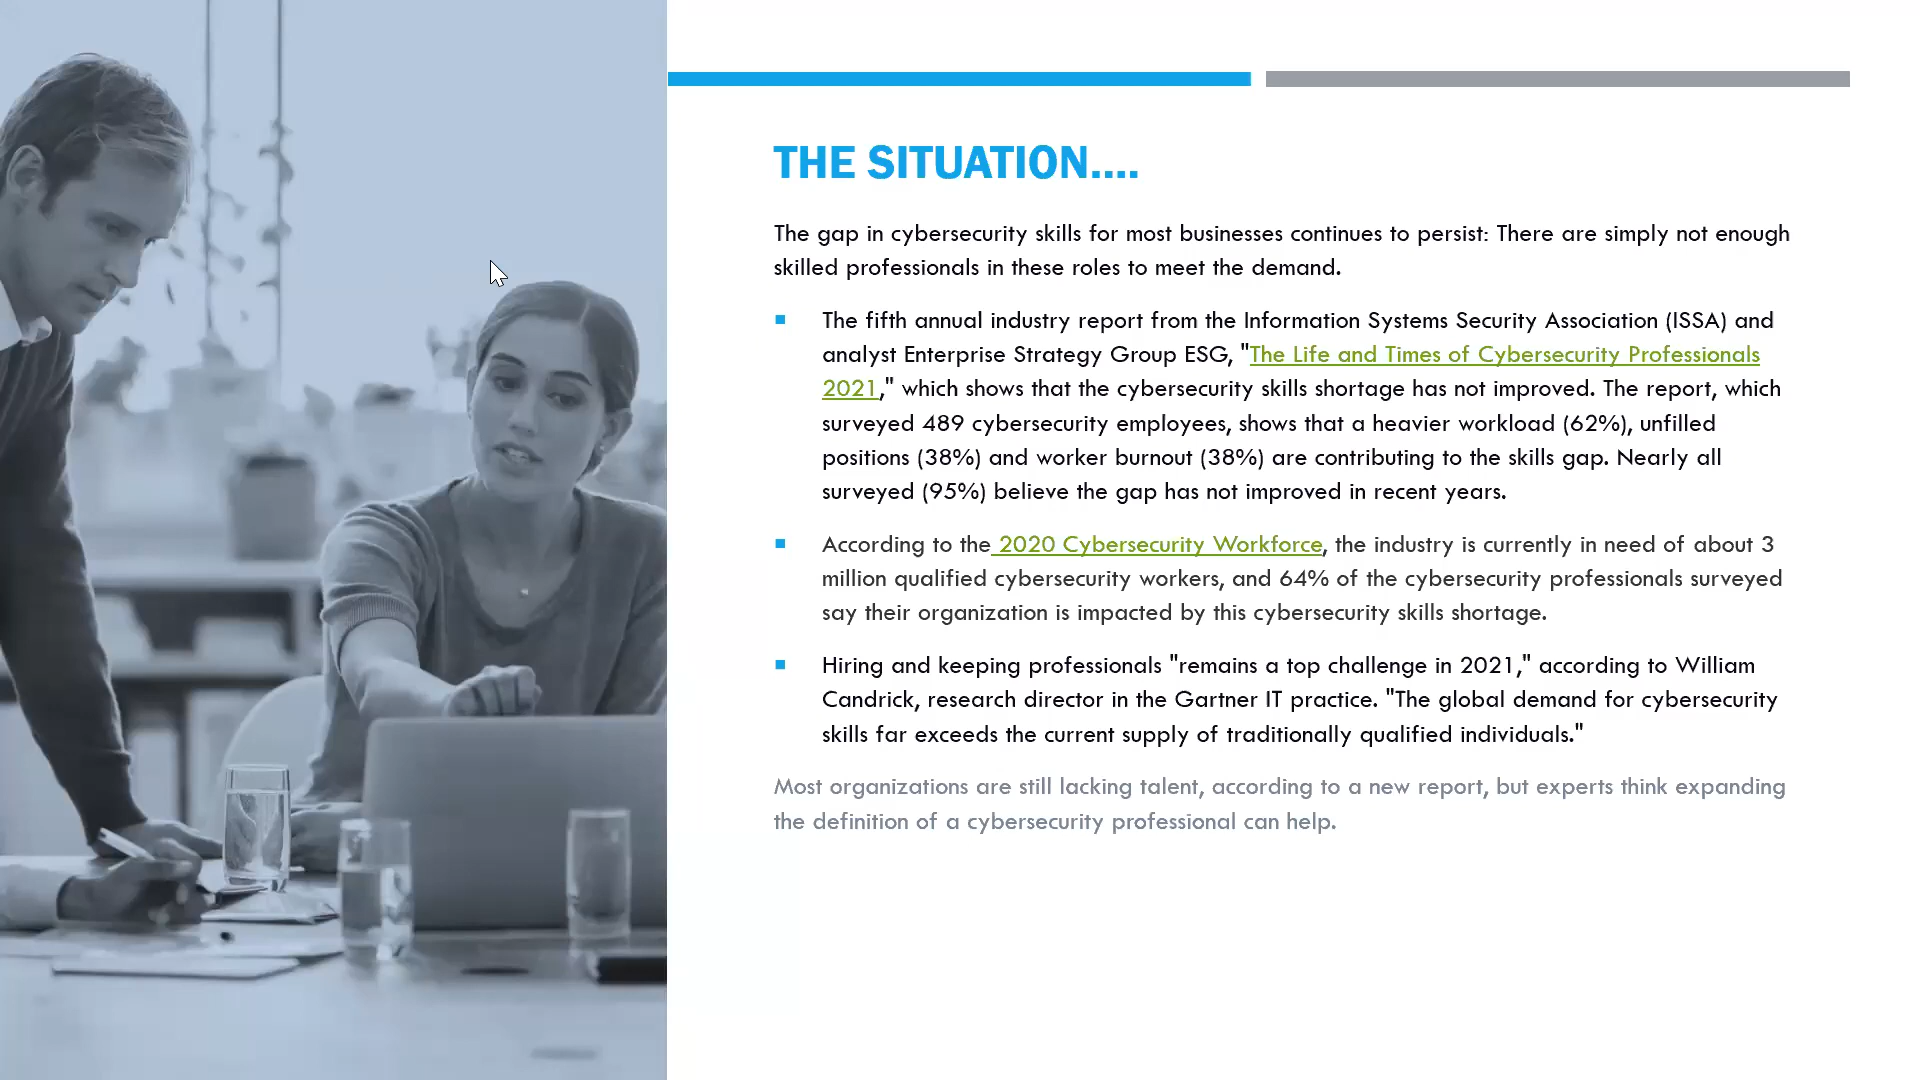 THE SITUATION....
The gap in cybersecurity skills for most businesses continues to persist: There are simply not enough
skilled professionals in these roles to meet the demand.
The fifth annual industry report from the Information Systems Security Association (ISSA) and
analyst Enterprise Strategy Group ESG, "The Life and Times of Cybersecurity Professionals
2021," which shows that the cybersecurity skills shortage has not improved. The report, which
surveyed 489 cybersecurity employees, shows that a heavier workload (62%), unfilled
positions (38%) and worker burnout (38%) are contributing to the skills gap. Nearly all
surveyed (95%) believe the gap has not improved in recent years.
According to the 2020 Cybersecurity Workforce, the industry is currently in need of about 3
million qualified cybersecurity workers, and 64% of the cybersecurity professionals surveyed
say their organization is impacted by this cybersecurity skills shortage.
Hiring and keeping professionals "remains a top challenge in 2021," according to William
Candrick, research director in the Gartner IT practice. "The global demand for cybersecurity
skills far exceeds the current supply of traditionally qualified individuals."
Most organizations are still lacking talent, according to a new report, but experts think expanding
the definition of a cybersecurity professional can help.